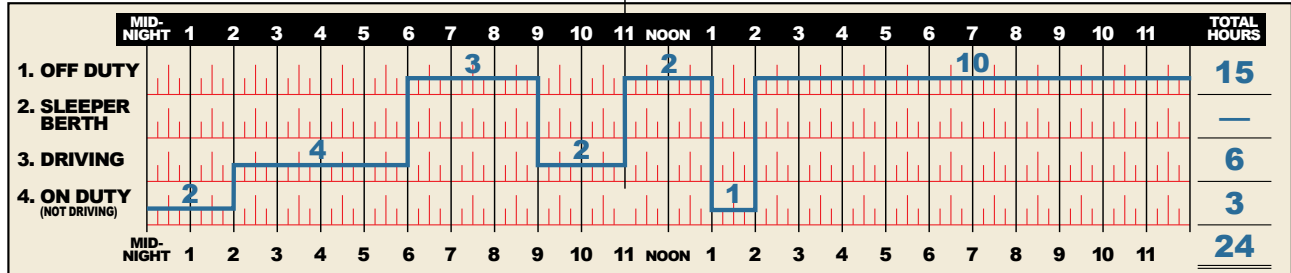 MID- TOTAL
NIGHT 1 2 3 4 5 6 7 8 9 10 11 NOON 1 2 3 4 5 6 7 8 9 10 11 HOURS
1. OFF DUTY 3 2 10 15
2. SLEEPER
BERTH —
3. DRIVING 4 2 6
4. ON DUTY 2 1 3
(NOT DRIVING)
MID-
NIGHT 1 2 3 4 5 6 7 8 9 10 11 NOON 1 2 3 4 5 6 7 8 9 10 11 24